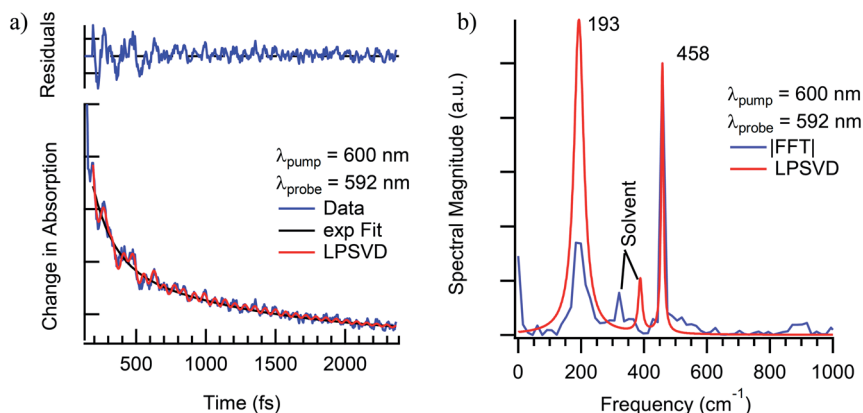 a)
Residuals
Change in Absorption
λpump = 600 nm
λprobe = 592 nm
Data
exp Fit
LPSVD
500
1000
1500
2000
Time (fs)
b)
193
458
λpump = 600 nm
λprobe = 592 nm
|FFT|
LPSVD
Solvent
Spectral Magnitude (a.u.)
0
200
400
600
800
1000
Frequency (cm⁻¹)